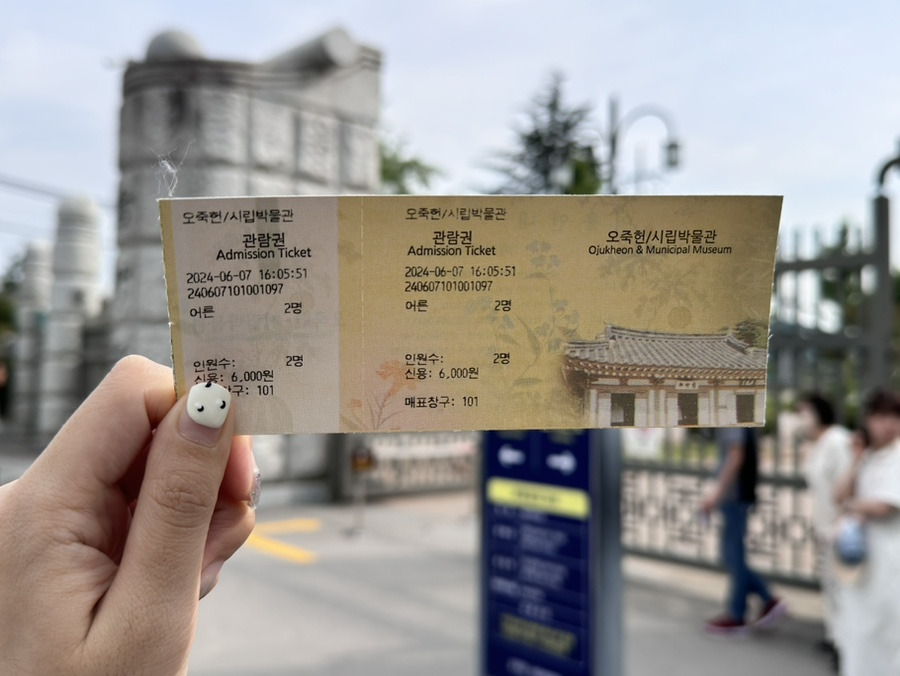 오죽헌/시립박물관
관람권
Admission Ticket
2024-06-07 16:05:51
240607101001097
어른 2명
인원수: 2명
신용: 6,000원
창구: 101
오죽헌/시립박물관
관람권
Admission Ticket
2024-06-07 16:05:51
240607101001097
어른 2명
인원수: 2명
신용: 6,000원
매표창구: 101
오죽헌/시립박물관
Ojukheon & Municipal Museum